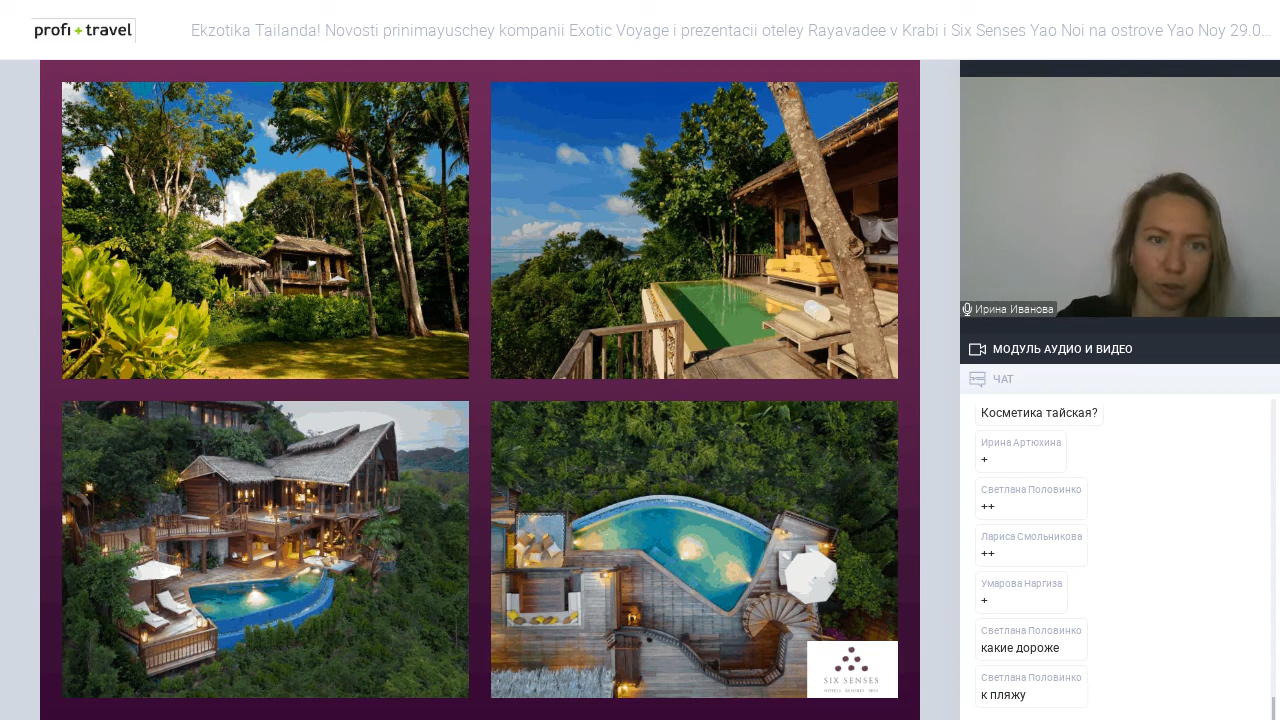 profi + travel
Ekzotika Tailanda! Novosti prinimayuschey kompanii Exotic Voyage i prezentacii oteley Rayavadee v Krabi i Six Senses Yao Noi na ostrove Yao Noy 29.0...
Ирина Иванова
МОДУЛЬ АУДИО И ВИДЕО
ЧАТ
Косметика тайская?
Ирина Артюхина
+
Светлана Половинко
++
Лариса Смольникова
++
Умарова Наргиза
+
Светлана Половинко
какие дороже
Светлана Половинко
к пляжу
SIX SENSES